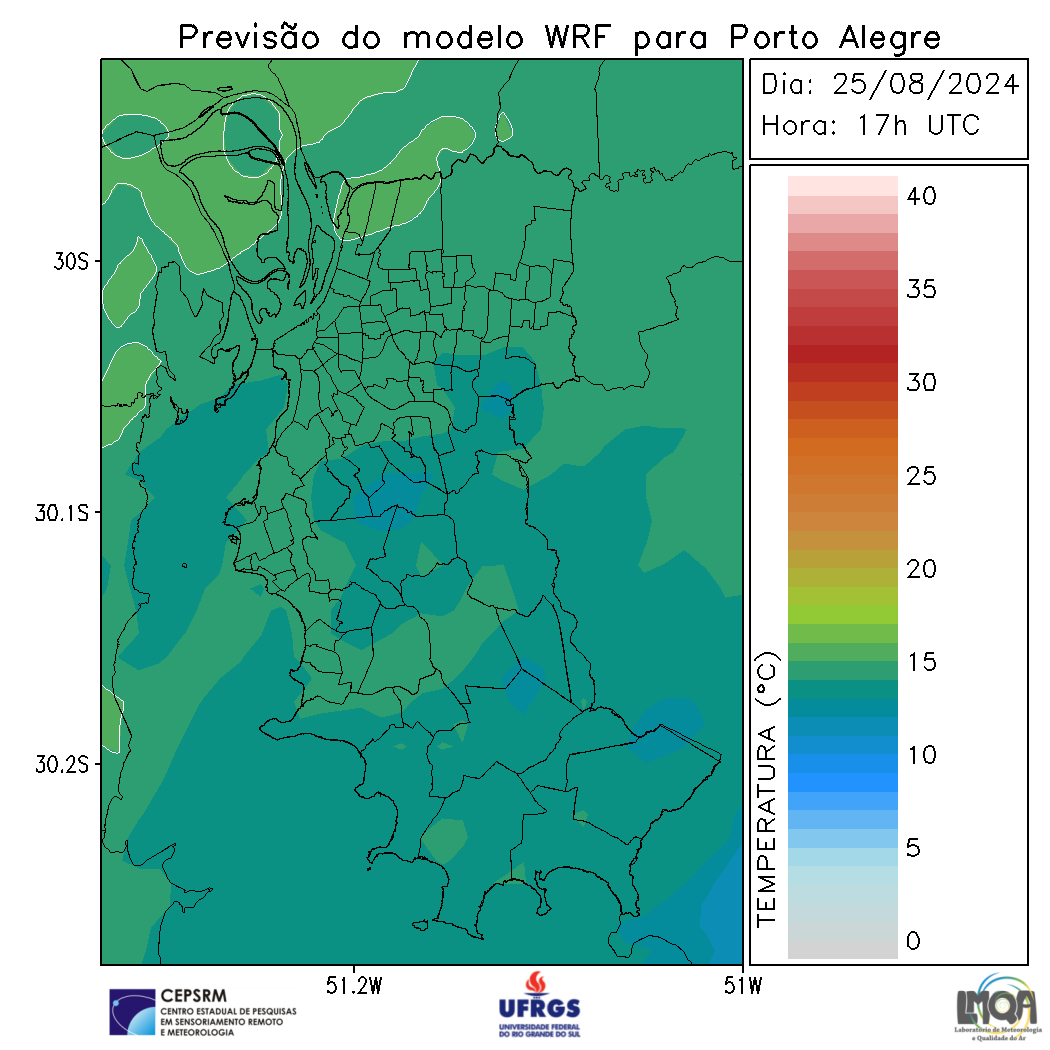 Previsão do modelo WRF para Porto Alegre
Dia: 25/08/2024
Hora: 17h UTC
40
35
30
25
20
15
10
5
0
TEMPERATURA (°C)
30S
30.1S
30.2S
51.2W
51W
CEPSRM
CENTRO ESTADUAL DE PESQUISAS
EM SENSORIAMENTO REMOTO
E METEOROLOGIA
UFRGS
UNIVERSIDADE FEDERAL
DO RIO GRANDE DO SUL
LMQA
Laboratório de Meteorologia
e Qualidade do Ar